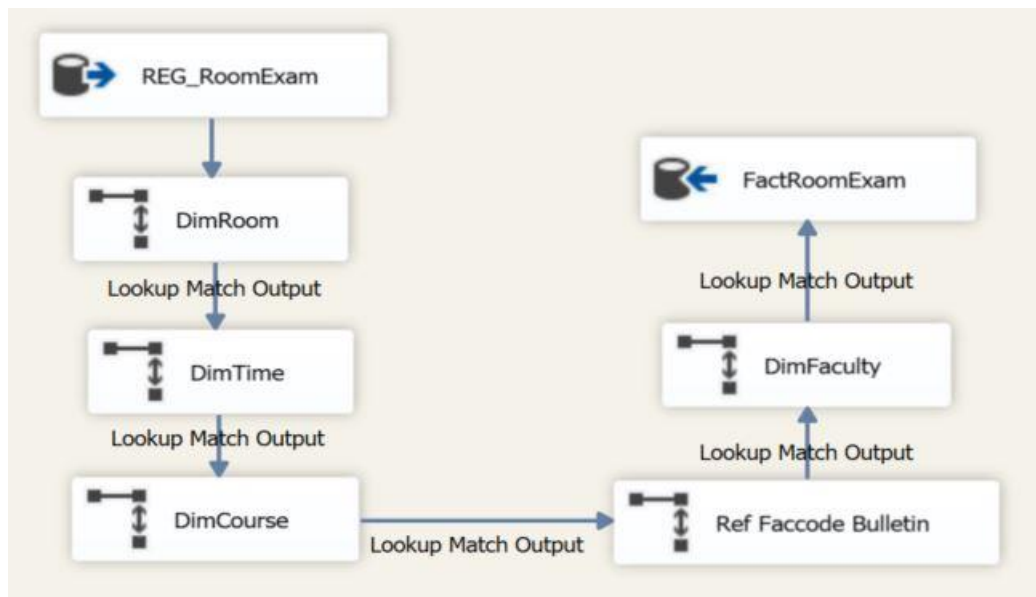 REG_RoomExam
DimRoom
Lookup Match Output
DimTime
Lookup Match Output
DimCourse
Lookup Match Output
Ref Faccode Bulletin
Lookup Match Output
DimFaculty
Lookup Match Output
FactRoomExam